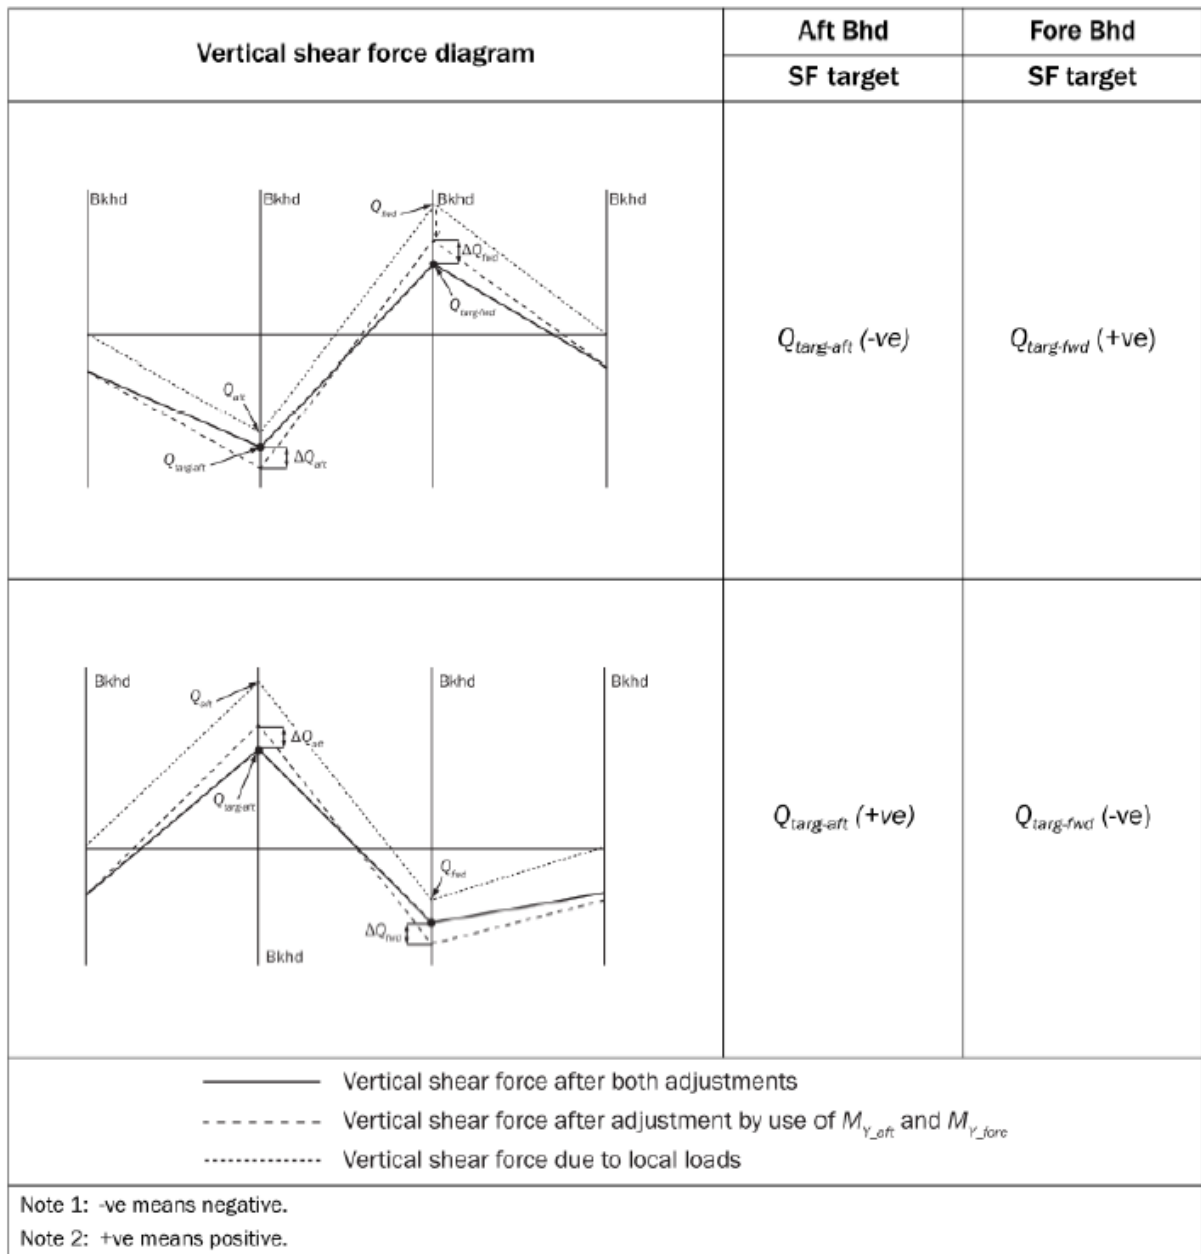 Vertical shear force diagram
Aft Bhd
Fore Bhd
SF target
SF target
Bkhd
Bkhd
Bkhd
Bkhd
Q_fwd
ΔQ_fwd
Q_targ-fwd
Q_aft
Q_targ-aft
ΔQ_aft
Q_targ-aft (-ve)
Q_targ-fwd (+ve)
Bkhd
Bkhd
Bkhd
Q_aft
ΔQ_aft
Q_targ-aft
Q_fwd
ΔQ_fwd
Bkhd
Q_targ-aft (+ve)
Q_targ-fwd (-ve)
Vertical shear force after both adjustments
Vertical shear force after adjustment by use of M_Y_aft and M_Y_fore
Vertical shear force due to local loads
Note 1: -ve means negative.
Note 2: +ve means positive.